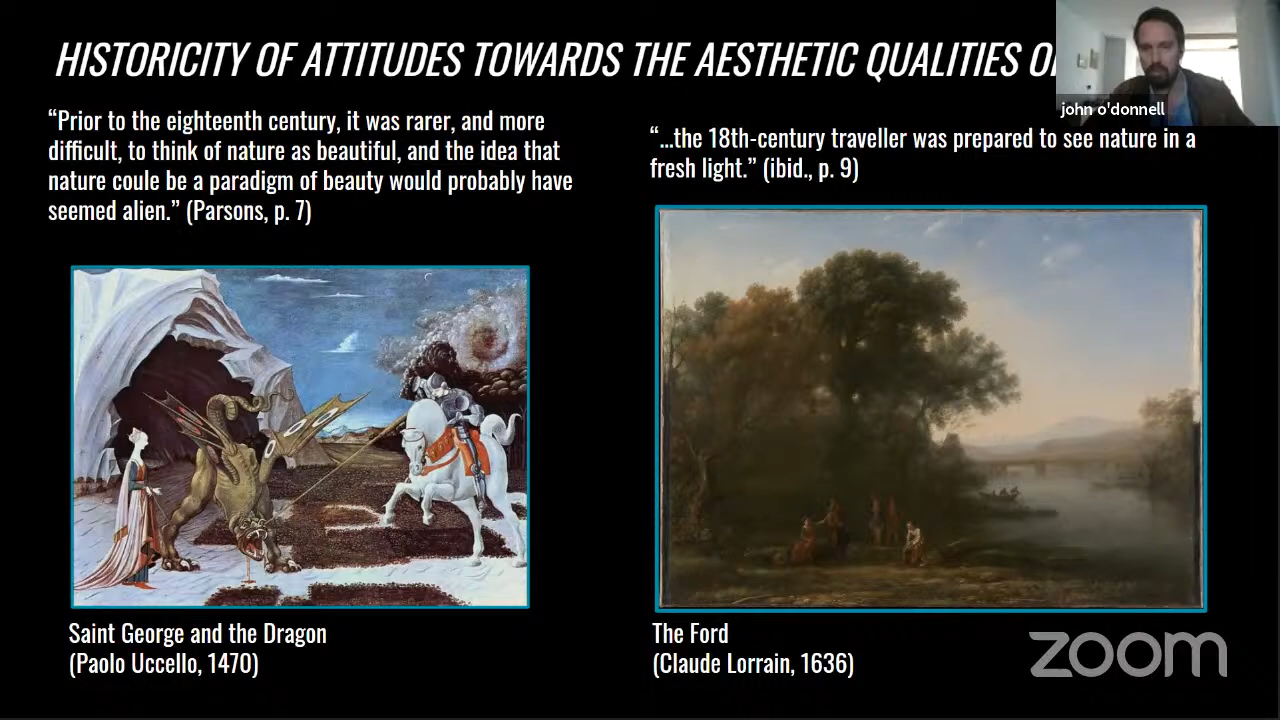 HISTORICITY OF ATTITUDES TOWARDS THE AESTHETIC QUALITIES
john o'donnell
“Prior to the eighteenth century, it was rarer, and more
difficult, to think of nature as beautiful, and the idea that
nature coule be a paradigm of beauty would probably have
seemed alien.” (Parsons, p. 7)
“...the 18th-century traveller was prepared to see nature in a
fresh light.” (ibid., p. 9)
Saint George and the Dragon
(Paolo Uccello, 1470)
The Ford
(Claude Lorrain, 1636)
zoom